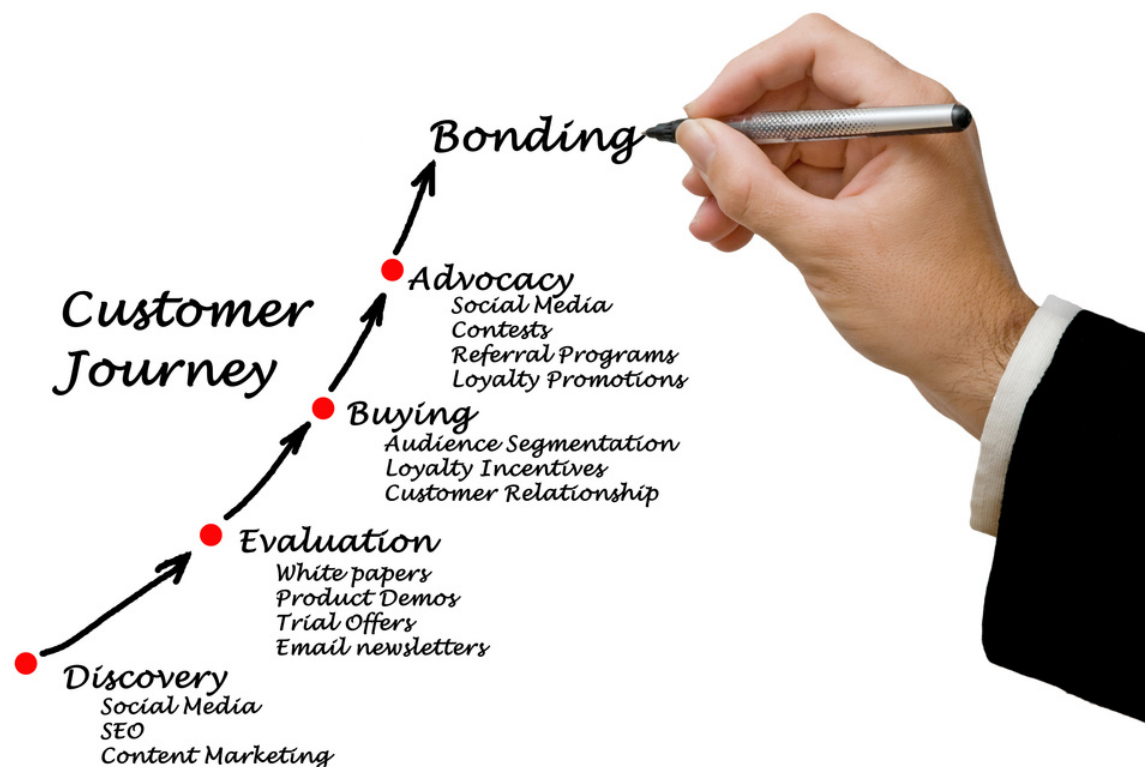 Bonding
Advocacy
Social Media
Contests
Referral Programs
Loyalty Promotions
Customer
Journey
Buying
Audience Segmentation
Loyalty Incentives
Customer Relationship
Evaluation
White papers
Product Demos
Trial Offers
Email newsletters
Discovery
Social Media
SEO
Content Marketing